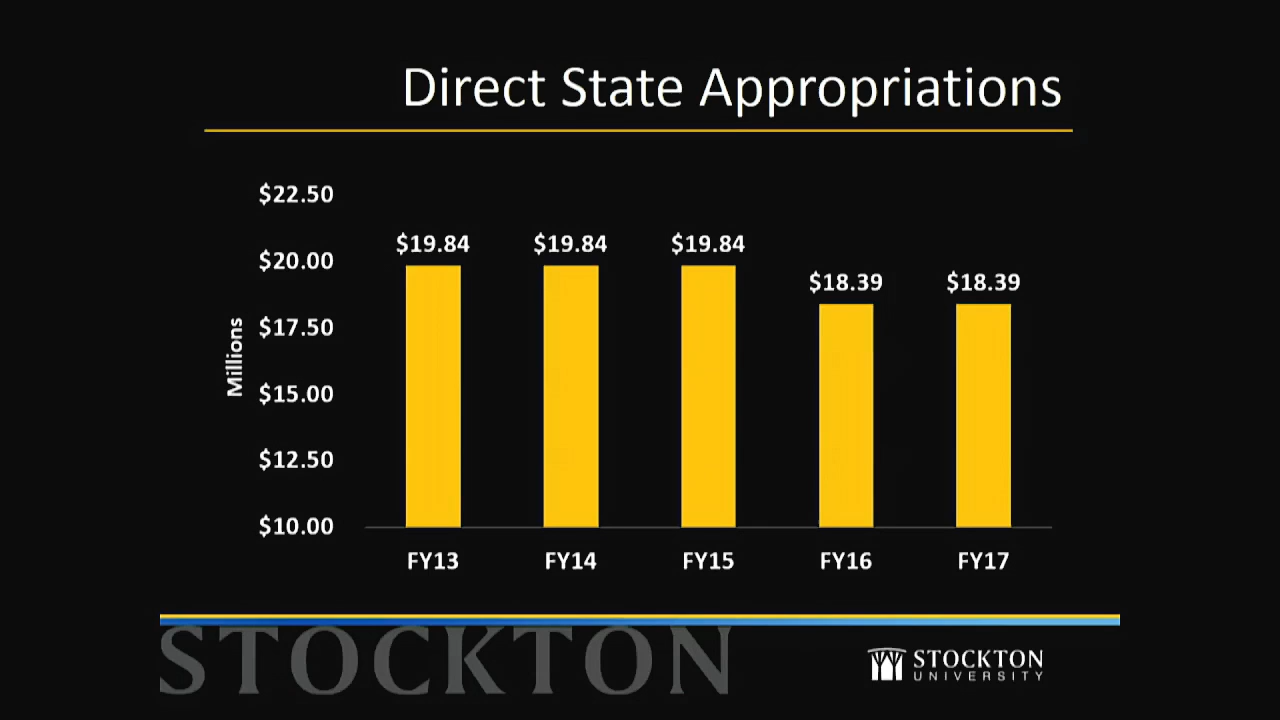 Direct State Appropriations
$22.50
$20.00
$17.50
$15.00
$12.50
$10.00
Millions
$19.84
$19.84
$19.84
$18.39
$18.39
FY13
FY14
FY15
FY16
FY17
STOCKTON
STOCKTON
UNIVERSITY